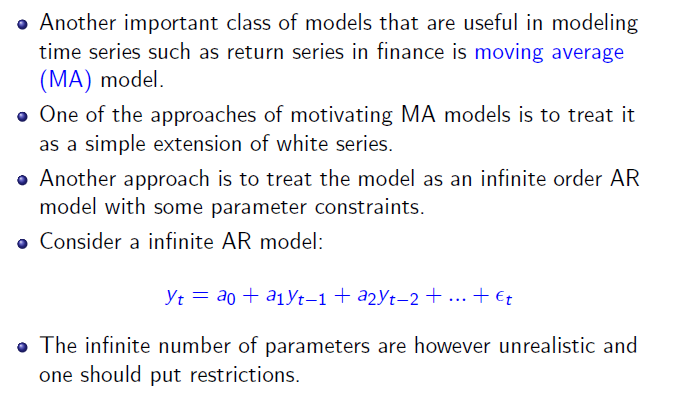 Another important class of models that are useful in modeling
time series such as return series in finance is moving average
(MA) model.
One of the approaches of motivating MA models is to treat it
as a simple extension of white series.
Another approach is to treat the model as an infinite order AR
model with some parameter constraints.
Consider a infinite AR model:
y_t = a_0 + a_1 y_{t−1} + a_2 y_{t−2} + ... + ϵ_t
The infinite number of parameters are however unrealistic and
one should put restrictions.